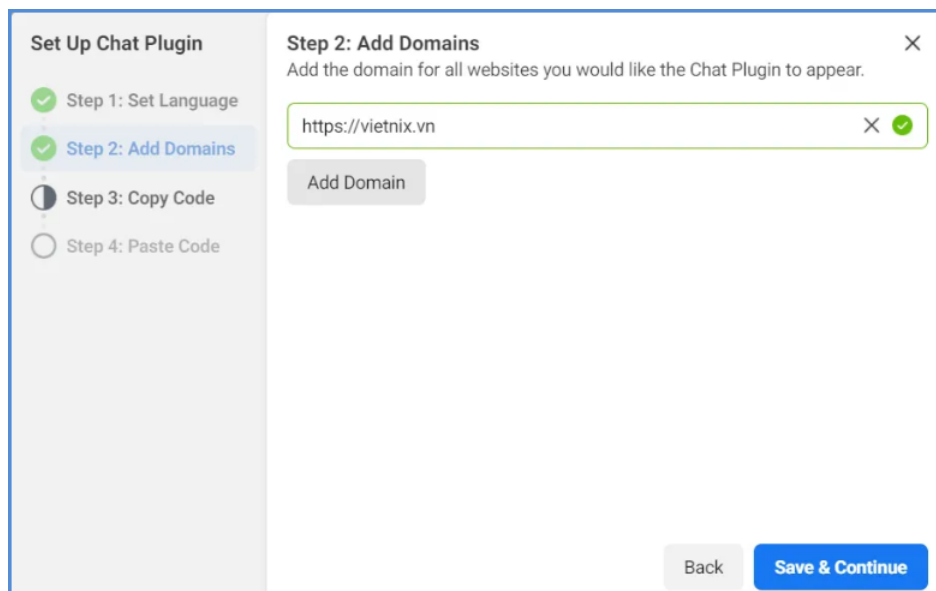 Set Up Chat Plugin
Step 1: Set Language
Step 2: Add Domains
Step 3: Copy Code
Step 4: Paste Code
Step 2: Add Domains
Add the domain for all websites you would like the Chat Plugin to appear.
https://vietnix.vn
Add Domain
Back
Save & Continue